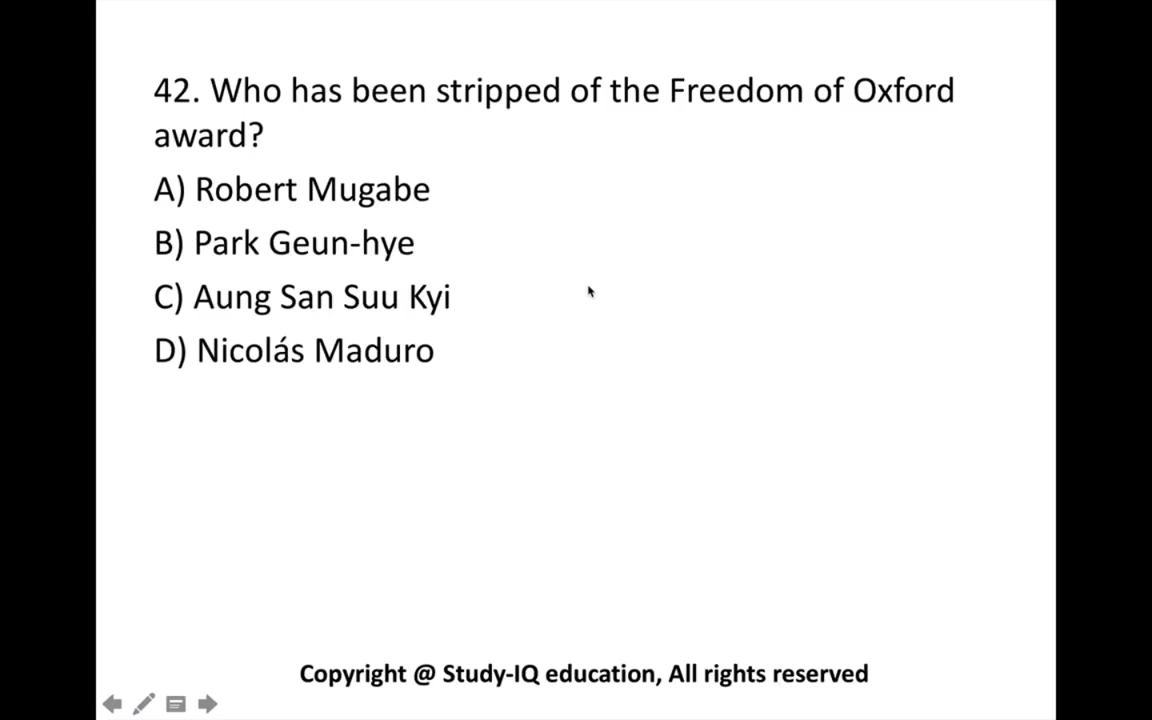 42. Who has been stripped of the Freedom of Oxford
award?
A) Robert Mugabe
B) Park Geun-hye
C) Aung San Suu Kyi
D) Nicolás Maduro
Copyright @ Study-IQ education, All rights reserved